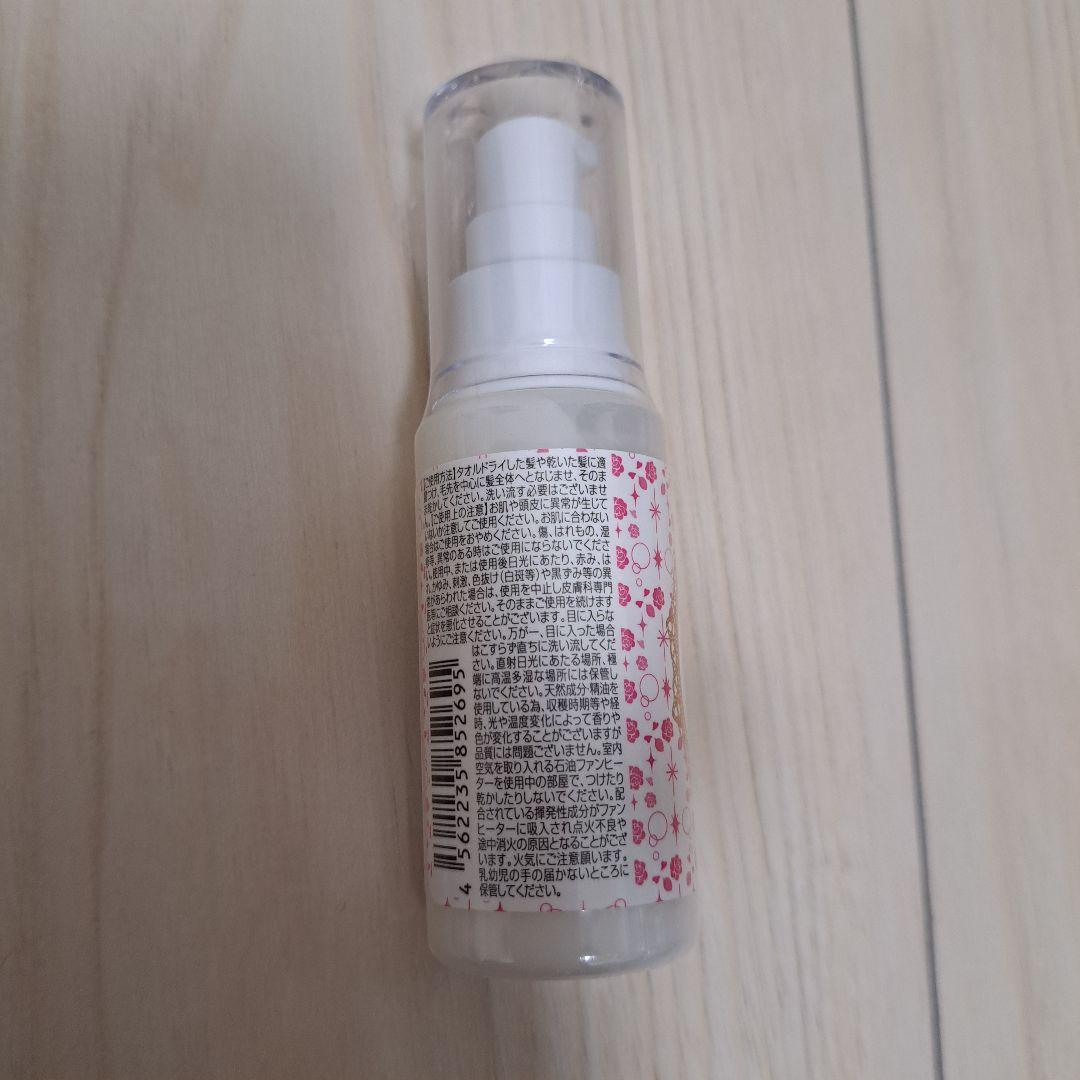 【ご使用方法】タオルドライした髪や乾いた髪に適
量つけ、毛先を中心に髪全体へとなじませ、そのま
ま乾かしてください。洗い流す必要はございませ
ん。【ご使用上の注意】お肌や頭皮に異常が生じて
いないか注意してご使用ください。お肌に合わない
場合はご使用をおやめください。傷、はれもの、湿
疹等、異常のある時はご使用にならないでくださ
い。使用中、または使用後日光にあたり、赤み、は
れ、かゆみ、刺激、色抜け(白斑等)や黒ずみ等の異
常があらわれた場合は、使用を中止し皮膚科専門
医等にご相談ください。そのままご使用を続けます
と症状を悪化させることがございます。目に入らな
いようにご注意ください。万が一、目に入った場合
はこすらず直ちに洗い流してくだ
さい。直射日光にあたる場所、極
端に高温多湿な場所には保管し
ないでください。天然成分・精油を
使用している為、収穫時期等や経
時、光や温度変化によって香りや
色が変化することがございますが
品質には問題ございません。室内
空気を取り入れる石油ファンヒー
ターを使用中の部屋で、つけたり
乾かしたりしないでください。配
合されている揮発性成分がファン
ヒーターに吸入され点火不良や
途中消火の原因となることがござ
います。火気にご注意願います。
乳幼児の手の届かないところに
保管してください。
4 562235 852695